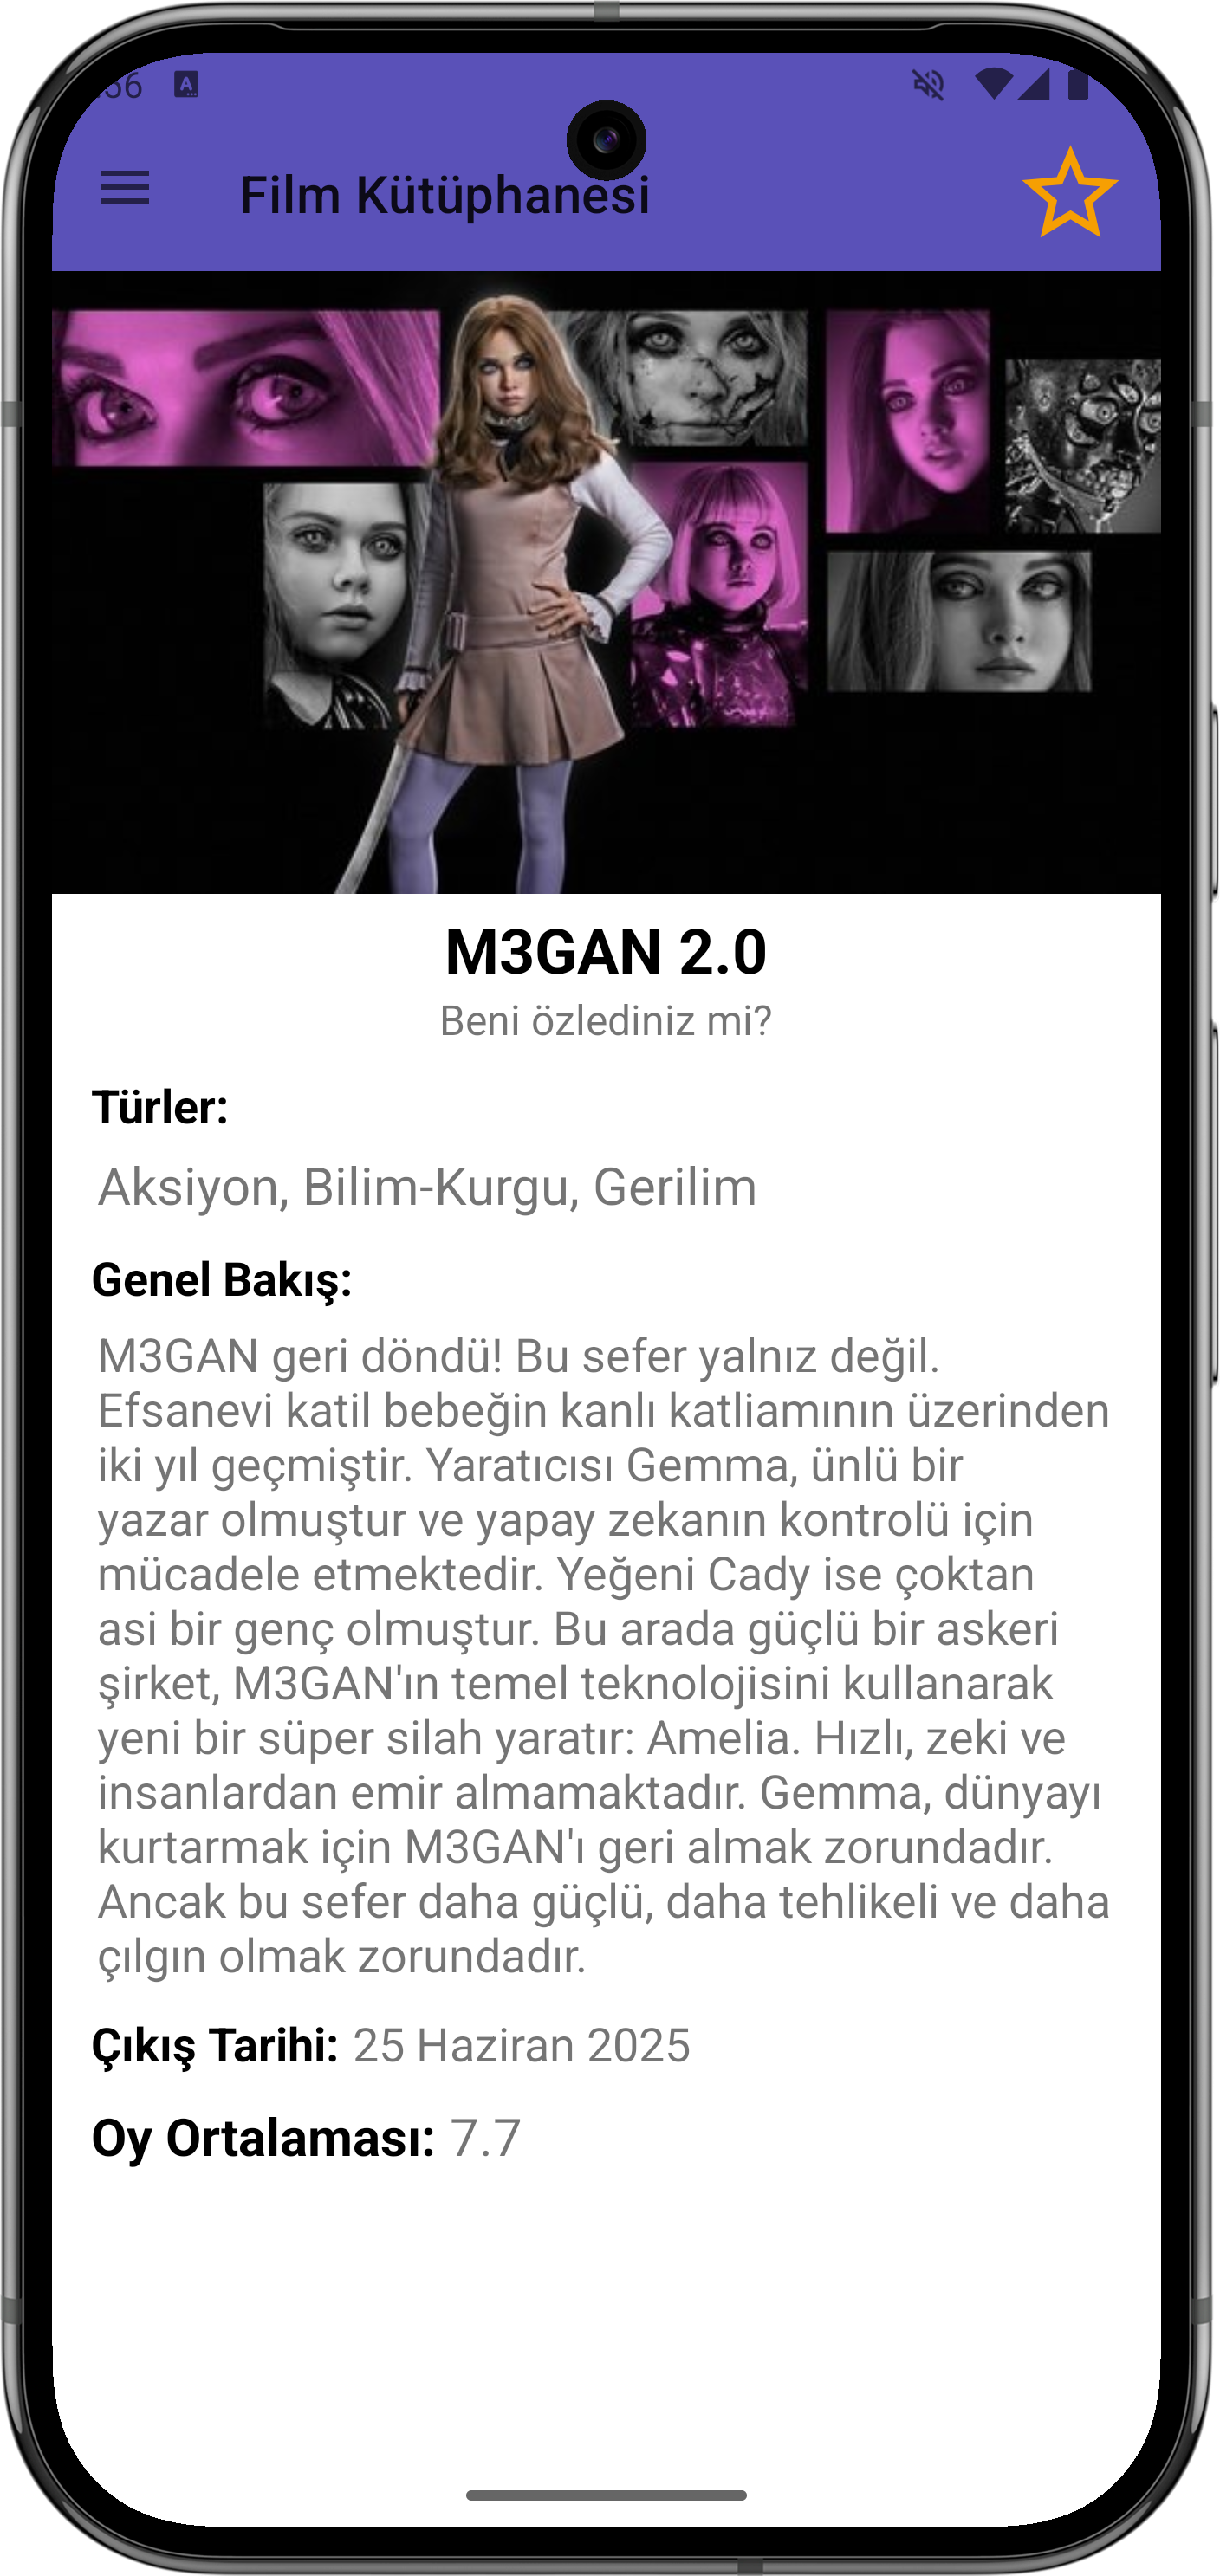 Film Kütüphanesi
M3GAN 2.0
Beni özlediniz mi?
Türler:
Aksiyon, Bilim-Kurgu, Gerilim
Genel Bakış:
M3GAN geri döndü! Bu sefer yalnız değil.
Efsanevi katil bebeğin kanlı katliamının üzerinden
iki yıl geçmiştir. Yaratıcısı Gemma, ünlü bir
yazar olmuştur ve yapay zekanın kontrolü için
mücadele etmektedir. Yeğeni Cady ise çoktan
asi bir genç olmuştur. Bu arada güçlü bir askeri
şirket, M3GAN'ın temel teknolojisini kullanarak
yeni bir süper silah yaratır: Amelia. Hızlı, zeki ve
insanlardan emir almamaktadır. Gemma, dünyayı
kurtarmak için M3GAN'ı geri almak zorundadır.
Ancak bu sefer daha güçlü, daha tehlikeli ve daha
çılgın olmak zorundadır.
Çıkış Tarihi: 25 Haziran 2025
Oy Ortalaması: 7.7